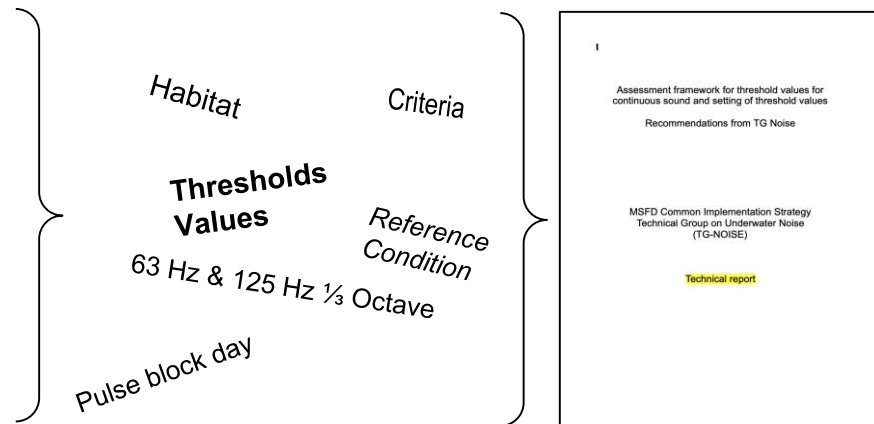 Habitat
Criteria
Thresholds
Values
Reference
Condition
63 Hz & 125 Hz ⅓ Octave
Pulse block day
Assessment framework for threshold values for
continuous sound and setting of threshold values
Recommendations from TG Noise
MSFD Common Implementation Strategy
Technical Group on Underwater Noise
(TG-NOISE)
Technical report